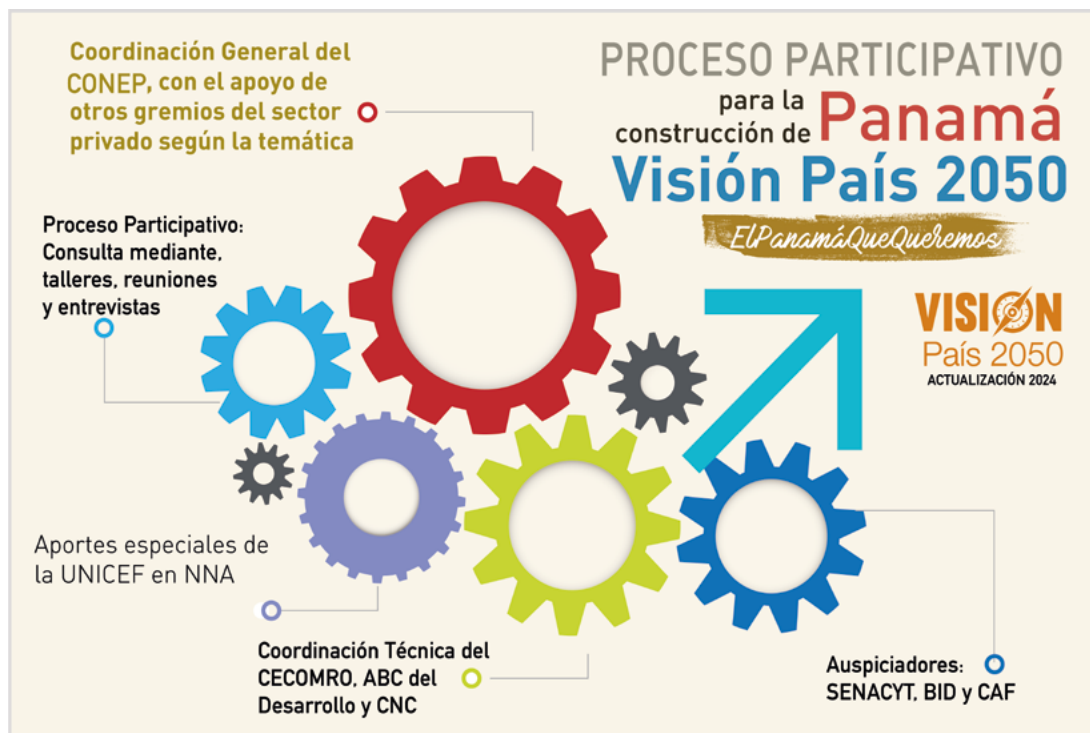 Coordinación General del
CONEP, con el apoyo de
otros gremios del sector
privado según la temática
PROCESO PARTICIPATIVO
para la
construcción de Panamá
Visión País 2050
ElPanamáQueQueremos
Proceso Participativo:
Consulta mediante,
talleres, reuniones
y entrevistas
VISIÓN
País 2050
ACTUALIZACIÓN 2024
Aportes especiales de
la UNICEF en NNA
Coordinación Técnica del
CECOMRO, ABC del
Desarrollo y CNC
Auspiciadores:
SENACYT, BID y CAF